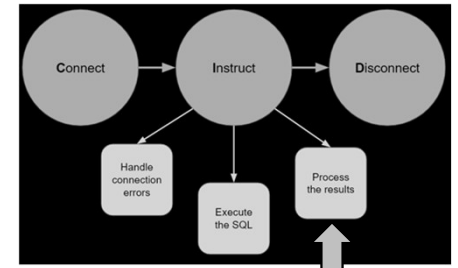 Connect
Instruct
Disconnect
Handle
connection
errors
Execute
the SQL
Process
the results